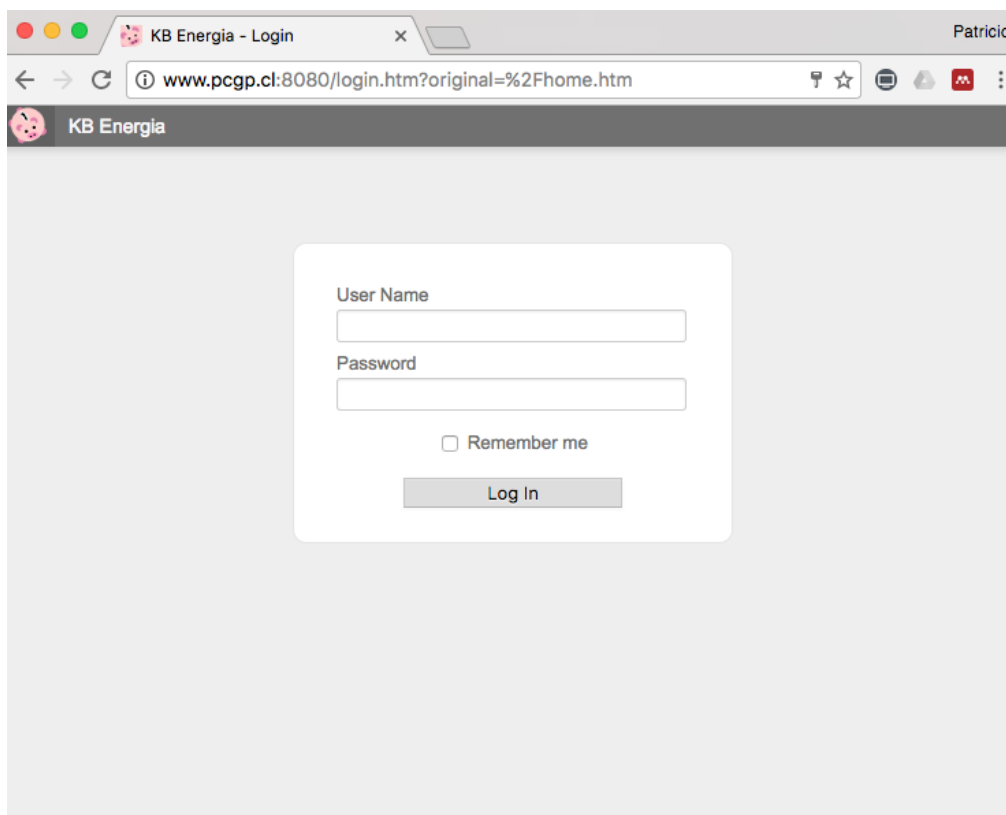 KB Energia - Login
Patricio
www.pcgp.cl:8080/login.htm?original=%2Fhome.htm
KB Energia
User Name
Password
Remember me
Log In